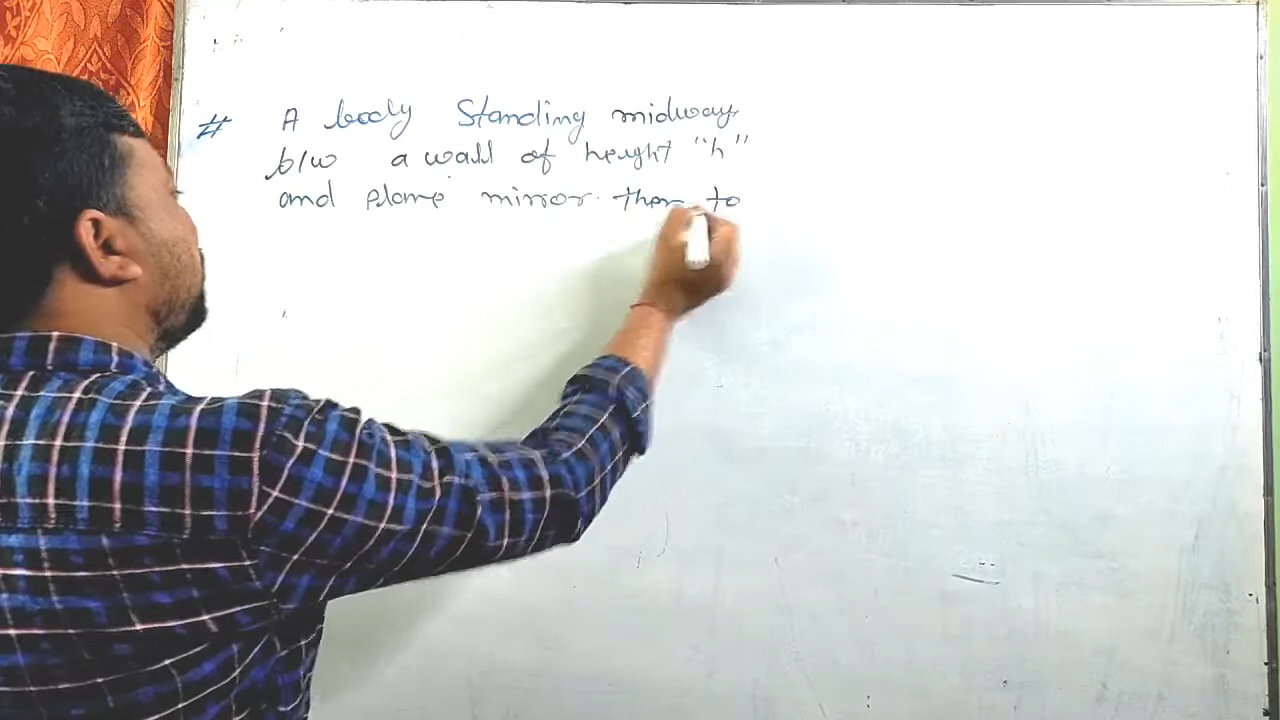 # A body Standing midway
b/w a wall of height "h"
and plane mirror. then to